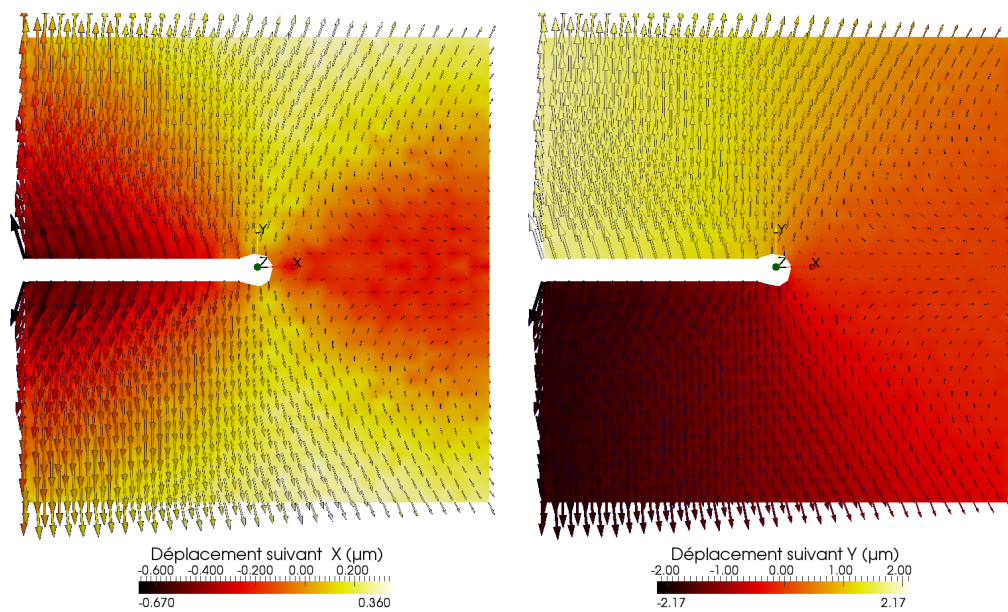 Y
Z
X
Y
Z
X
Déplacement suivant X (µm)
-0.600 -0.400 -0.200 0.00 0.200
-0.670 0.360
Déplacement suivant Y (µm)
-2.00 -1.00 0.00 1.00 2.00
-2.17 2.17